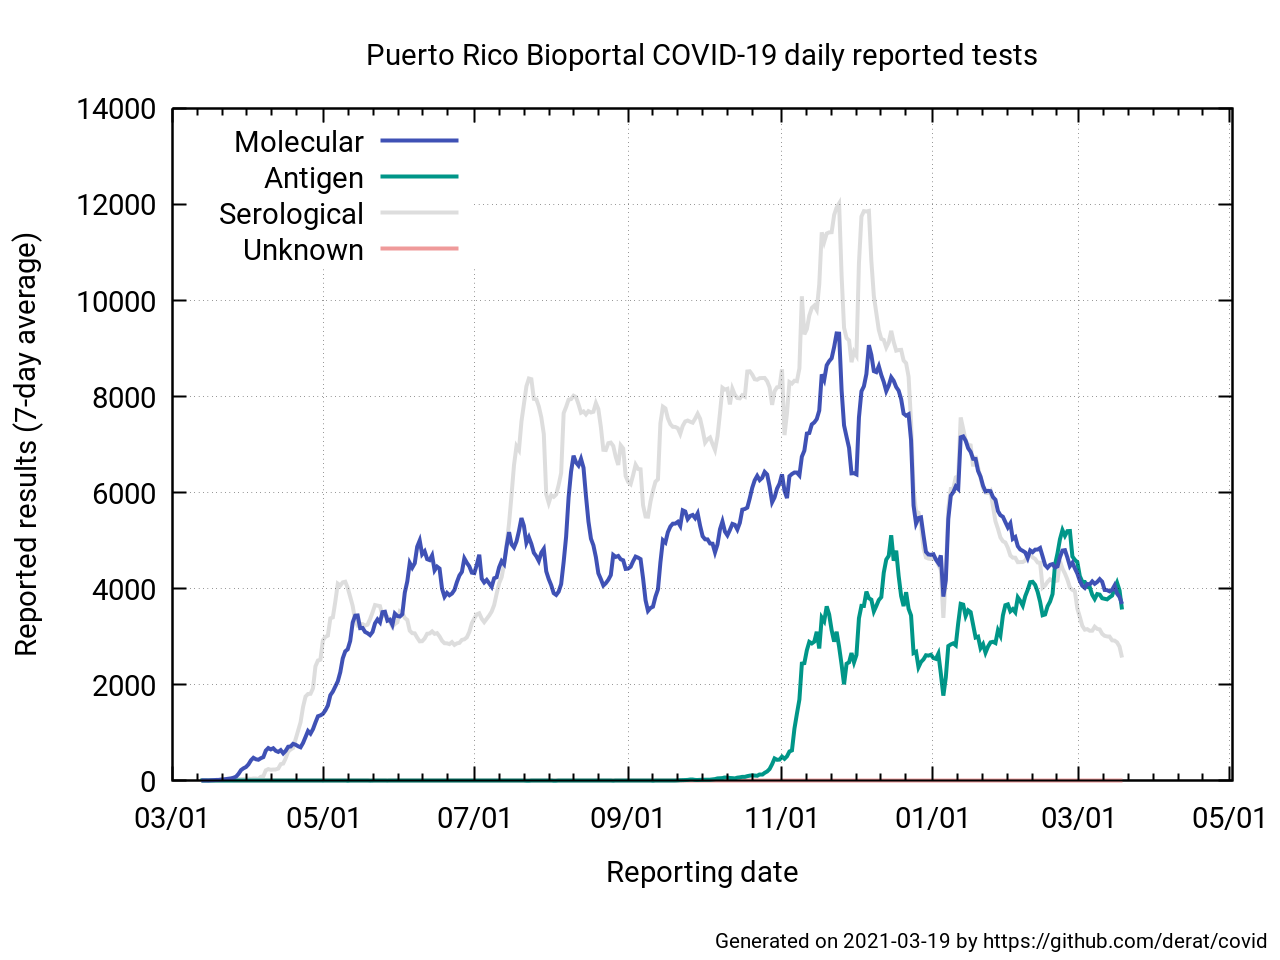 Puerto Rico Bioportal COVID-19 daily reported tests
14000
12000
10000
8000
6000
4000
2000
0
Reported results (7-day average)
Molecular
Antigen
Serological
Unknown
03/01 05/01 07/01 09/01 11/01 01/01 03/01 05/01
Reporting date
Generated on 2021-03-19 by https://github.com/derat/covid